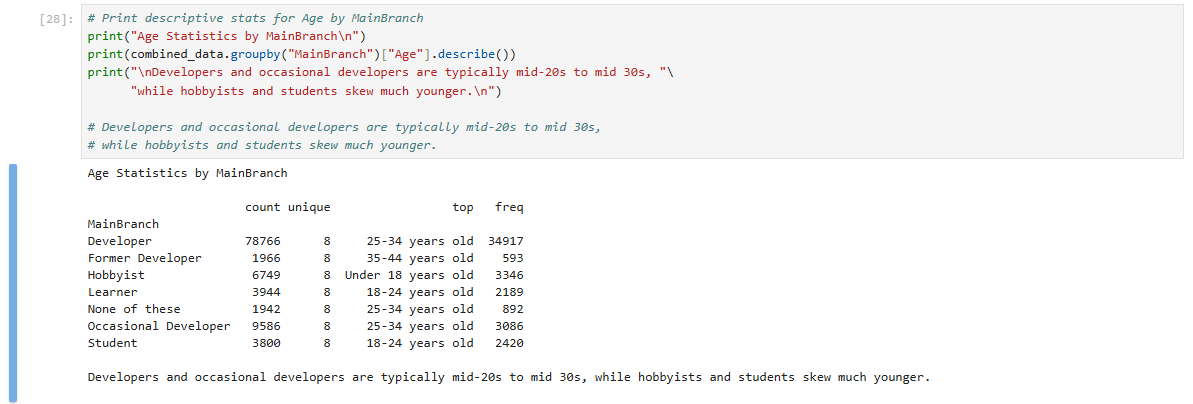 [28]: # Print descriptive stats for Age by MainBranch
print("Age Statistics by MainBranch\n")
print(combined_data.groupby("MainBranch")["Age"].describe())
print("\nDevelopers and occasional developers are typically mid-20s to mid 30s, "\
"while hobbyists and students skew much younger.\n")
# Developers and occasional developers are typically mid-20s to mid 30s,
# while hobbyists and students skew much younger.
Age Statistics by MainBranch
count unique top freq
MainBranch
Developer 78766 8 25-34 years old 34917
Former Developer 1966 8 35-44 years old 593
Hobbyist 6749 8 Under 18 years old 3346
Learner 3944 8 18-24 years old 2189
None of these 1942 8 25-34 years old 892
Occasional Developer 9586 8 25-34 years old 3086
Student 3800 8 18-24 years old 2420
Developers and occasional developers are typically mid-20s to mid 30s, while hobbyists and students skew much younger.